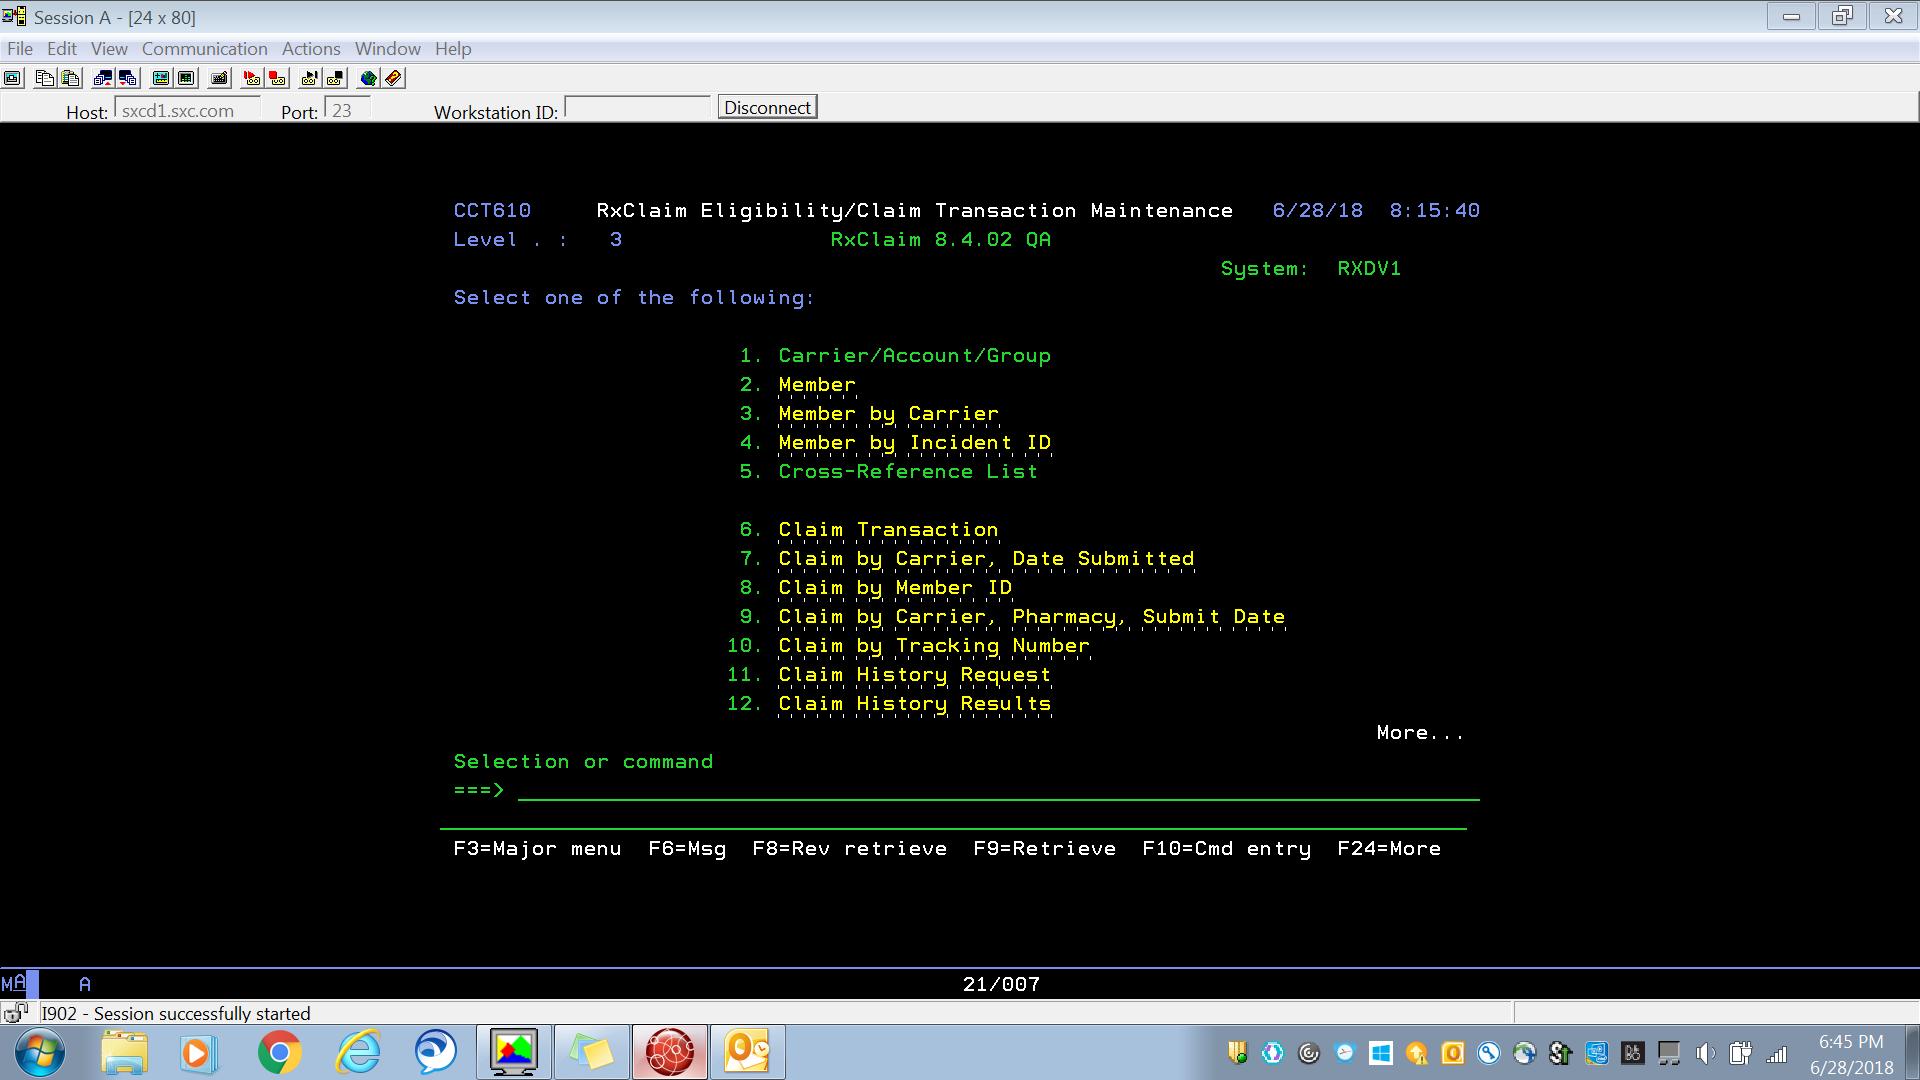 Session A - [24 x 80]
File Edit View Communication Actions Window Help
Host: sxcd1.sxc.com Port: 23 Workstation ID: Disconnect
CCT610 RxClaim Eligibility/Claim Transaction Maintenance 6/28/18 8:15:40
Level . : 3 RxClaim 8.4.02 QA
System: RXDV1
Select one of the following:
1. Carrier/Account/Group
2. Member
3. Member by Carrier
4. Member by Incident ID
5. Cross-Reference List
6. Claim Transaction
7. Claim by Carrier, Date Submitted
8. Claim by Member ID
9. Claim by Carrier, Pharmacy, Submit Date
10. Claim by Tracking Number
11. Claim History Request
12. Claim History Results
More...
Selection or command
===>
F3=Major menu F6=Msg F8=Rev retrieve F9=Retrieve F10=Cmd entry F24=More
MA A 21/007
I902 - Session successfully started
6:45 PM
6/28/2018